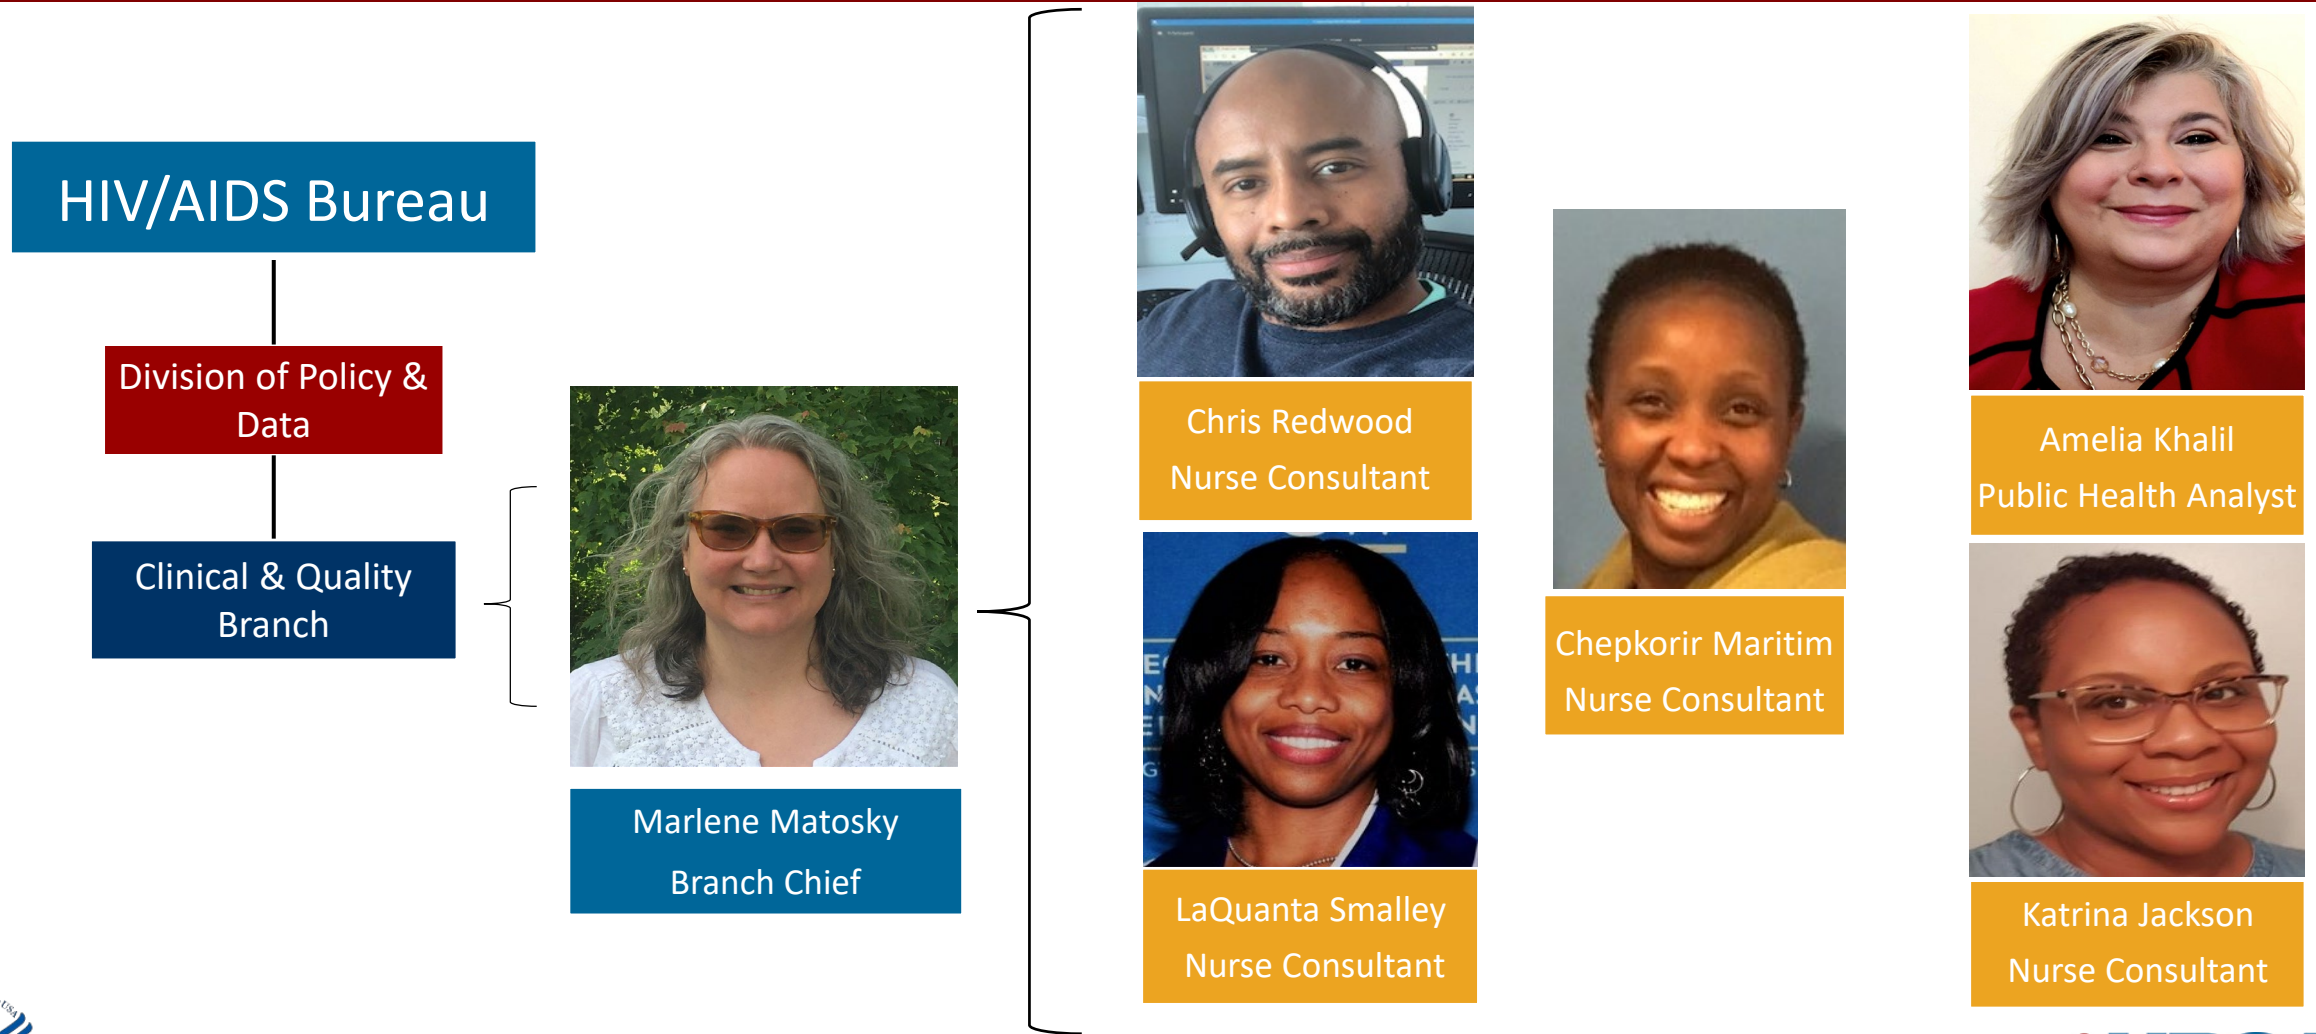 HIV/AIDS Bureau
Division of Policy &
Data
Clinical & Quality
Branch
Marlene Matosky
Branch Chief
Chris Redwood
Nurse Consultant
LaQuanta Smalley
Nurse Consultant
Chepkorir Maritim
Nurse Consultant
Amelia Khalil
Public Health Analyst
Katrina Jackson
Nurse Consultant
USA